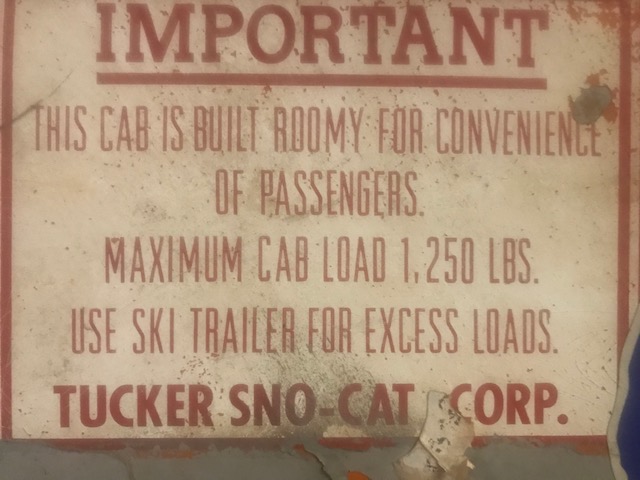 IMPORTANT
THIS CAB IS BUILT ROOMY FOR CONVENIENCE
OF PASSENGERS.
MAXIMUM CAB LOAD 1,250 LBS.
USE SKI TRAILER FOR EXCESS LOADS.
TUCKER SNO-CAT CORP.